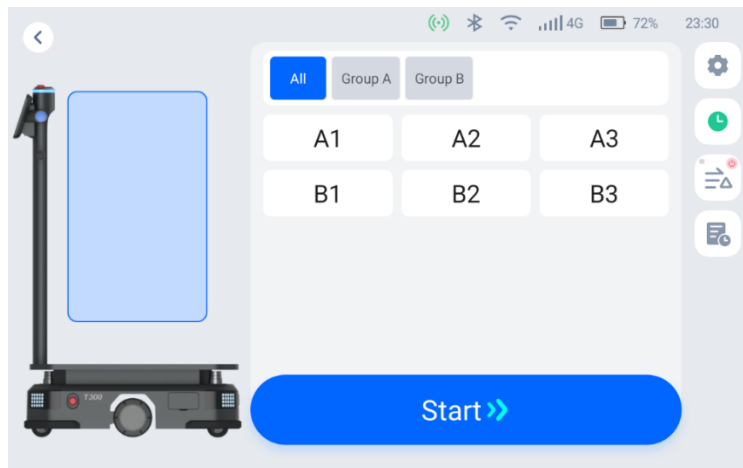 4G 72% 23:30
All Group A Group B
A1 A2 A3
B1 B2 B3
T300
Start